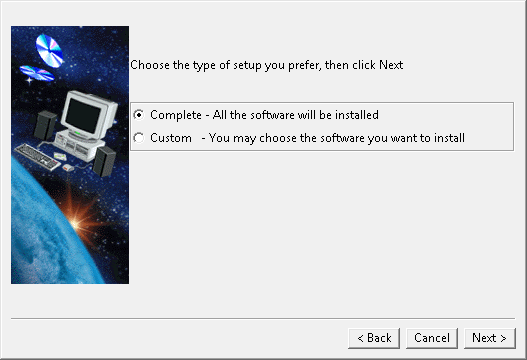 Choose the type of setup you prefer, then click Next
Complete - All the software will be installed
Custom - You may choose the software you want to install
< Back Cancel Next >